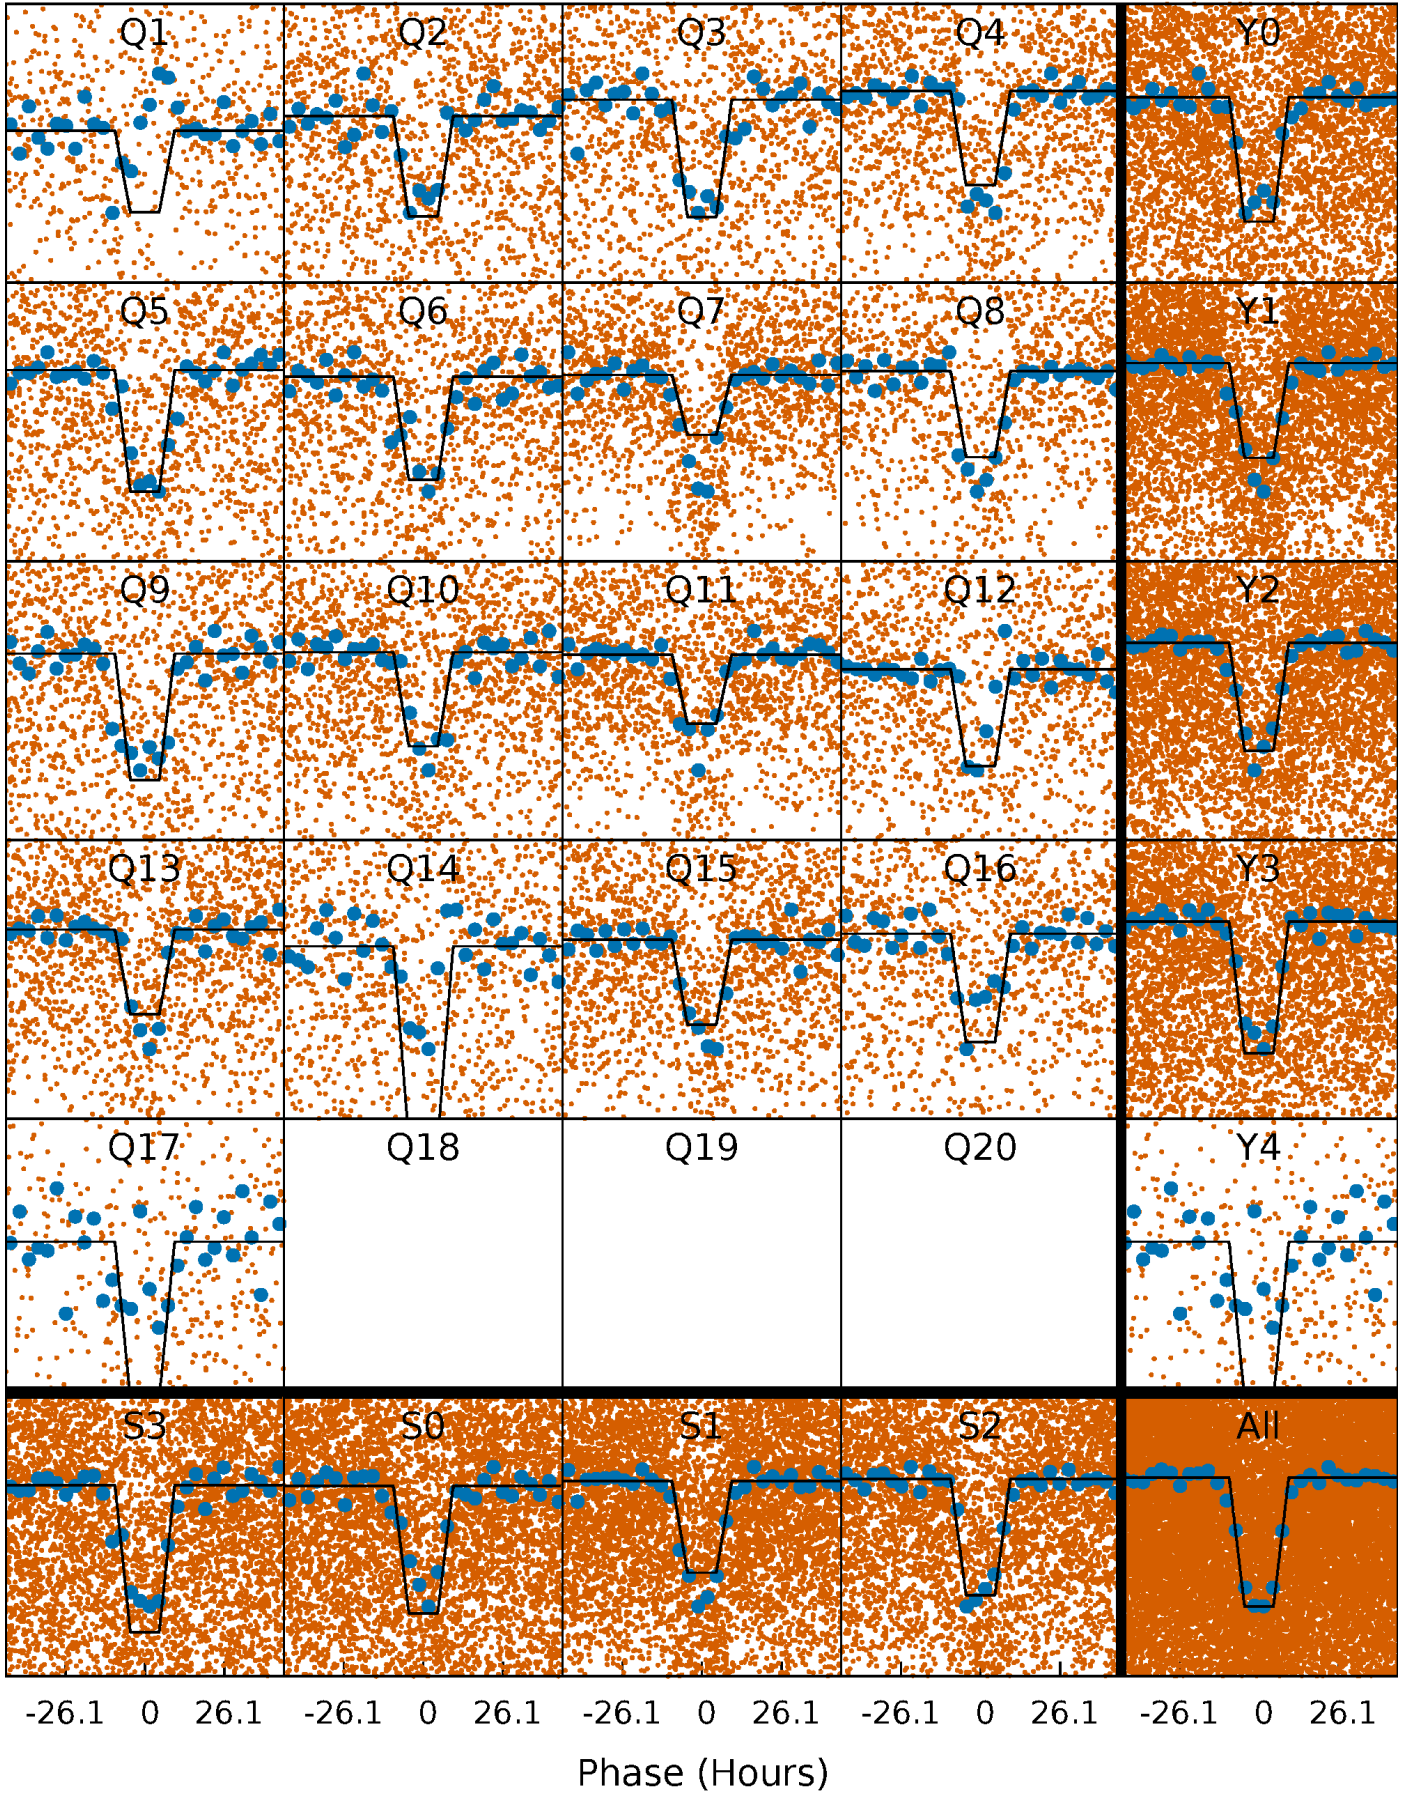 Q1 Q2 Q3 Q4 Y0
Q5 Q6 Q7 Q8 Y1
Q9 Q10 Q11 Q12 Y2
Q13 Q14 Q15 Q16 Y3
Q17 Q18 Q19 Q20 Y4
S3 S0 S1 S2 All
-26.1 0 26.1 -26.1 0 26.1 -26.1 0 26.1 -26.1 0 26.1 -26.1 0 26.1
Phase (Hours)